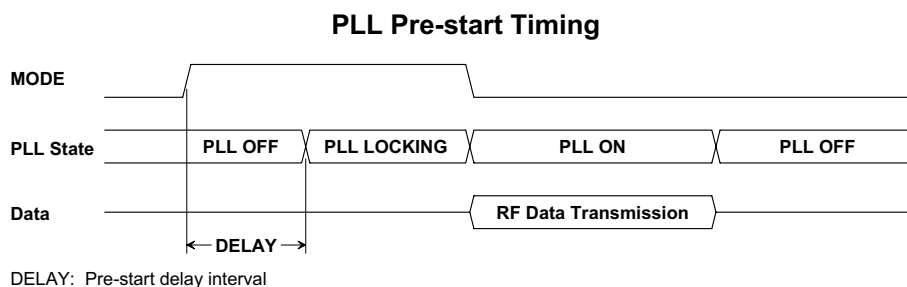 PLL Pre-start Timing
MODE
PLL State PLL OFF PLL LOCKING PLL ON PLL OFF
Data RF Data Transmission
DELAY
DELAY: Pre-start delay interval